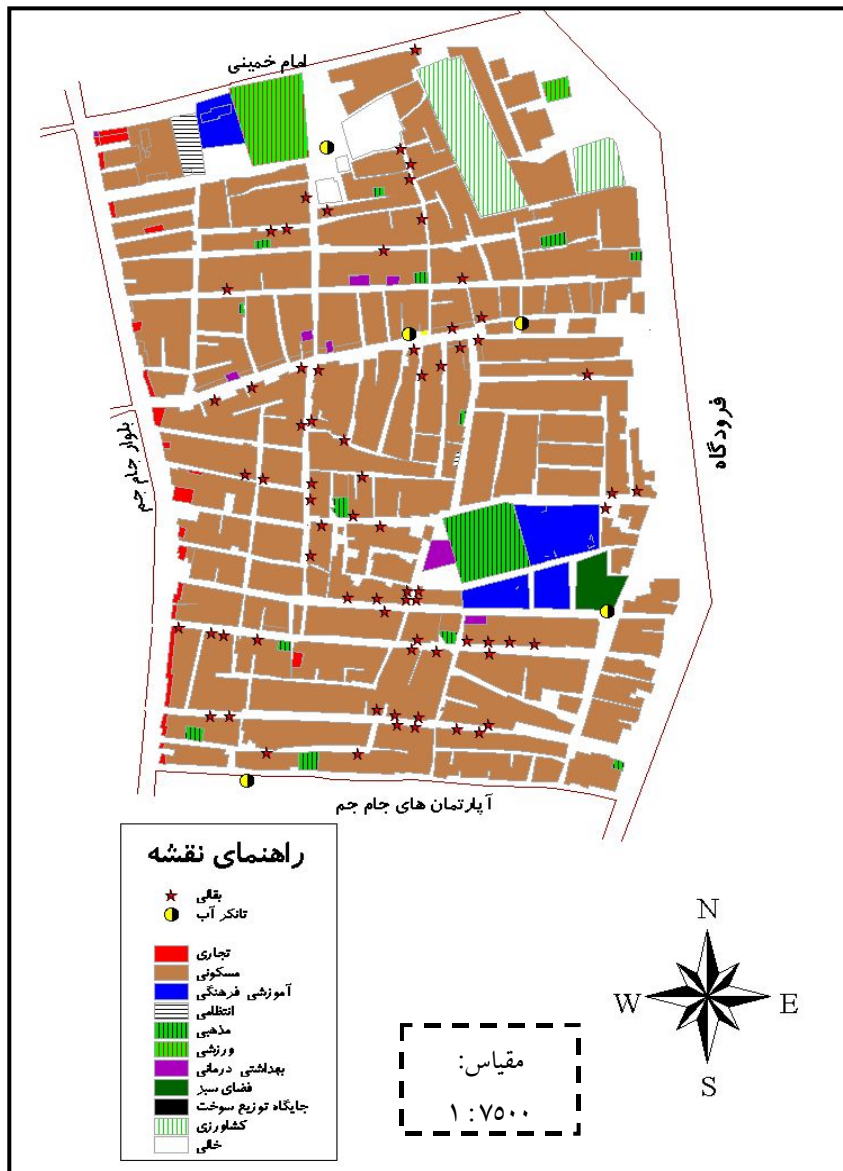 امام خمینی
فرودگاه
بلوار جام جم
آپارتمان های جام جم
راهنمای نقشه
بقالی
تانکر آب
تجاری
مسکونی
آموزشی فرهنگی
انتظامی
مذهبی
ورزشی
بهداشتی درمانی
فضای سبز
جایگاه توزیع سوخت
کشاورزی
خالی
مقیاس:
۱:۷۵۰۰
N
W E
S